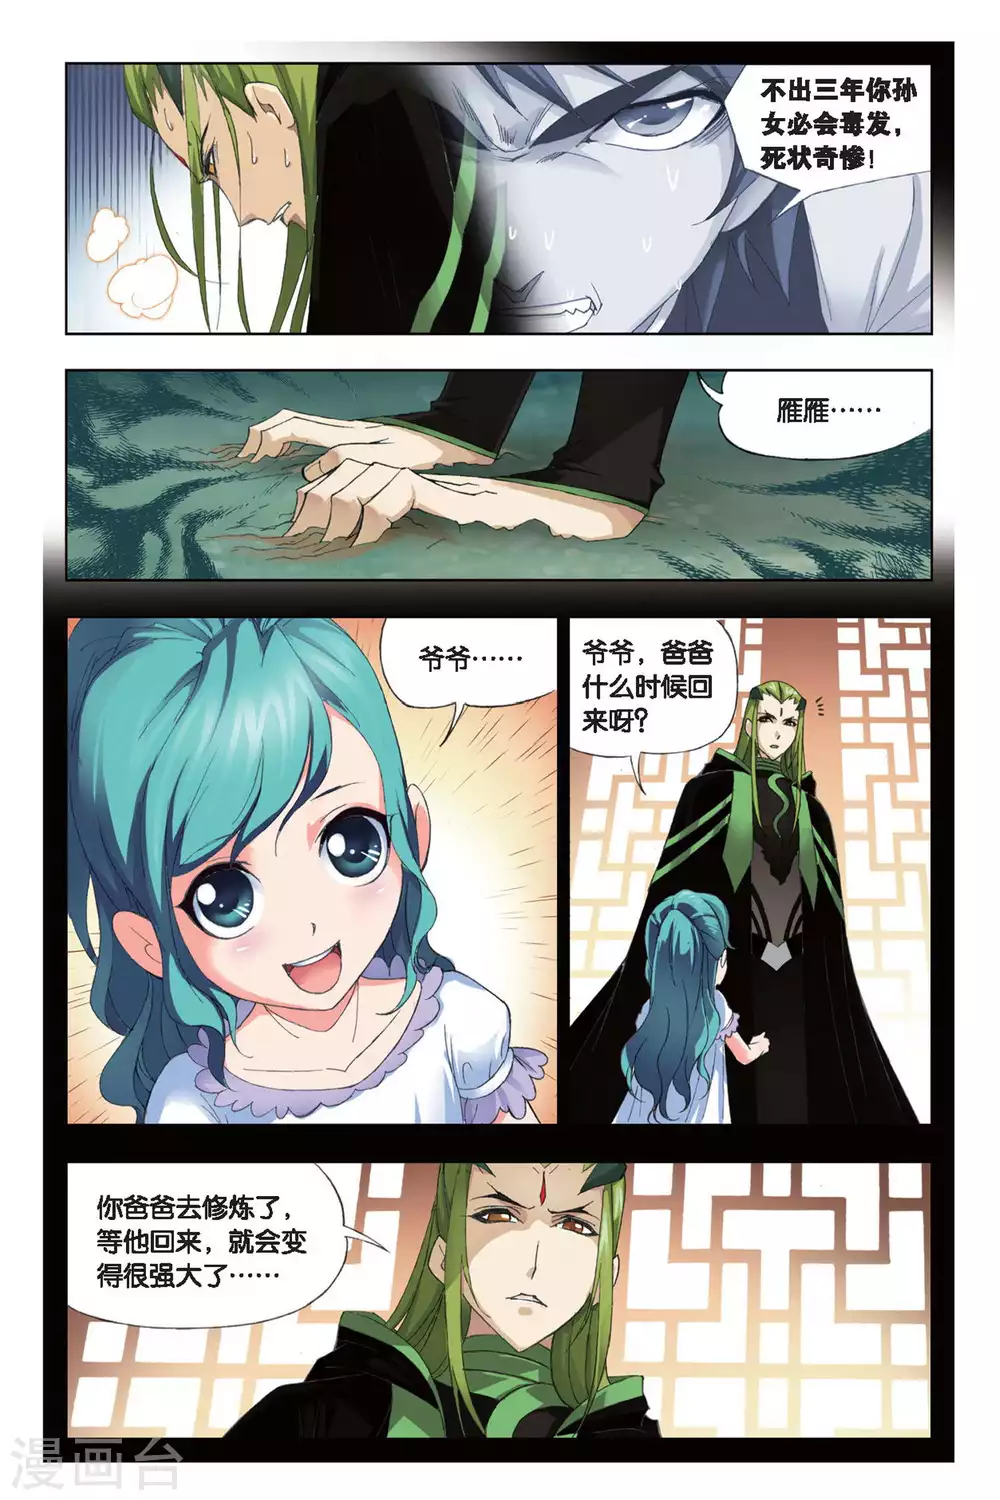 不出三年你孙
女必会毒发，
死状奇惨！
雁雁……
爷爷……
爷爷，爸爸
什么时候回
来呀？
你爸爸去修炼了，
等他回来，就会变
得很强大了……
漫画台